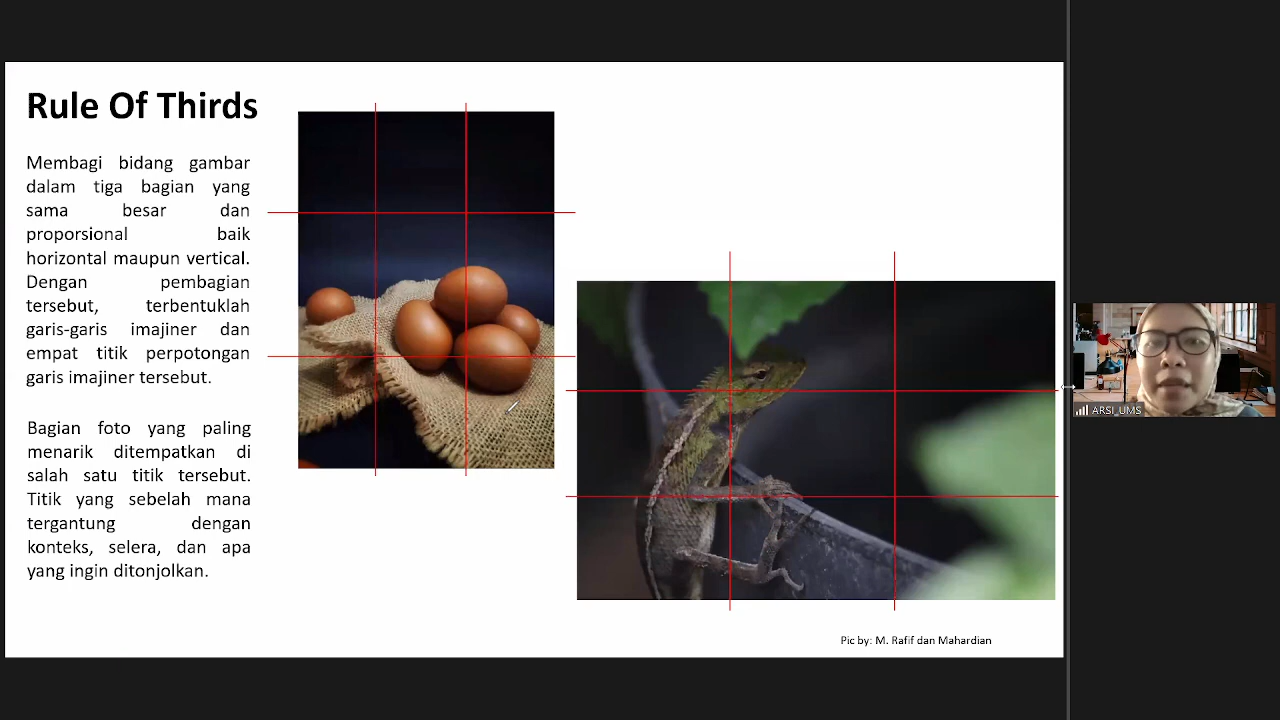 Rule Of Thirds
Membagi bidang gambar
dalam tiga bagian yang
sama besar dan
proporsional baik
horizontal maupun vertical.
Dengan pembagian
tersebut, terbentuklah
garis-garis imajiner dan
empat titik perpotongan
garis imajiner tersebut.
Bagian foto yang paling
menarik ditempatkan di
salah satu titik tersebut.
Titik yang sebelah mana
tergantung dengan
konteks, selera, dan apa
yang ingin ditonjolkan.
Pic by: M. Rafif dan Mahardian
ARSI_UMS